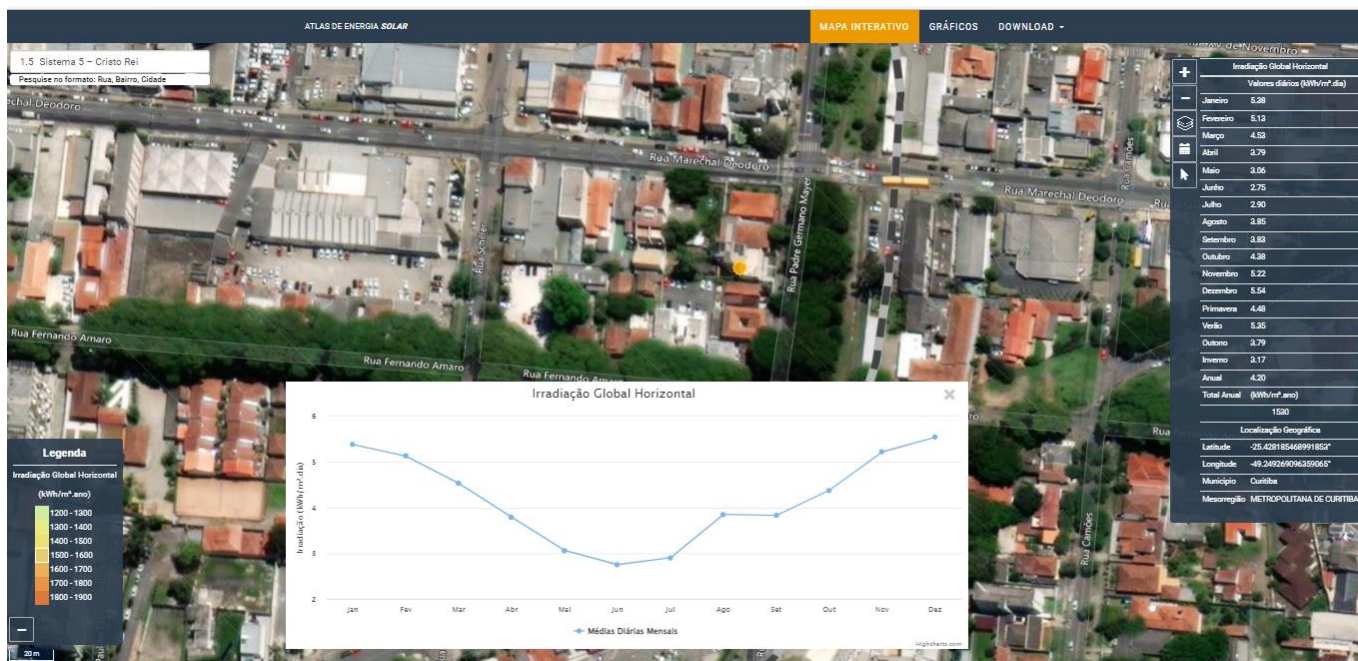 ATLAS DE ENERGIA SOLAR
MAPA INTERATIVO GRÁFICOS DOWNLOAD
1.5 Sistema 5 – Cristo Rei
Pesquise no formato: Rua, Bairro, Cidade
de Novembro
echal Deodoro
Rua Marechal Deodoro
Rua Marechal Deodoro
Rua Camões
Rua Schiller
Rua Padre Germano Mayer
Rua Fernando Amaro
Rua Fernando Amaro
Rua Fernando Amaro
Rua Camões
Irradiação Global Horizontal
Valores diários (kWh/m².dia)
Janeiro 5.38
Fevereiro 5.13
Março 4.53
Abril 3.79
Maio 3.06
Junho 2.75
Julho 2.90
Agosto 3.85
Setembro 3.83
Outubro 4.38
Novembro 5.22
Dezembro 5.54
Primavera 4.48
Verão 5.35
Outono 3.79
Inverno 3.17
Anual 4.20
Total Anual (kWh/m².ano)
1530
Localização Geográfica
Latitude -25.428185468991853°
Longitude -49.249269096359065°
Município Curitiba
Mesorregião METROPOLITANA DE CURITIBA
Legenda
Irradiação Global Horizontal
(kWh/m².ano)
1200 - 1300
1300 - 1400
1400 - 1500
1500 - 1600
1600 - 1700
1700 - 1800
1800 - 1900
20 m
Irradiação Global Horizontal
Irradiação (kWh/m².dia)
6
5
4
3
2
Jan Fev Mar Abr Mai Jun Jul Ago Set Out Nov Dez
Médias Diárias Mensais
Highcharts.com